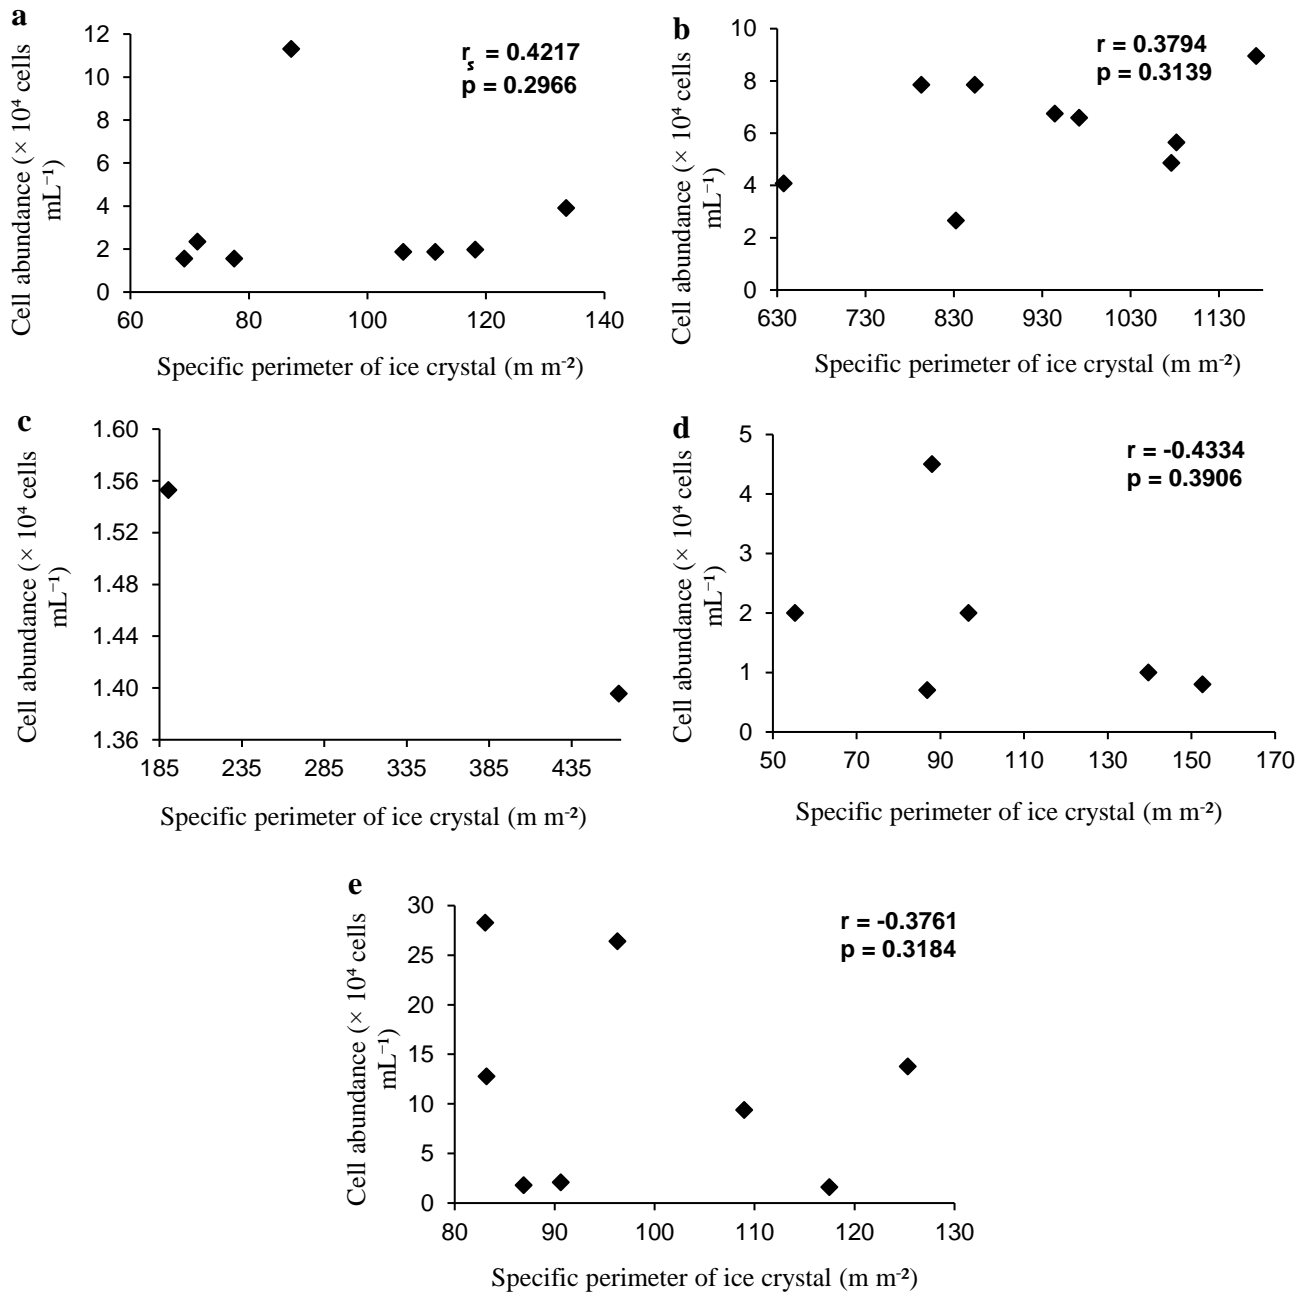 a
12
10
8
6
4
2
0
60 80 100 120 140
rₛ = 0.4217
p = 0.2966
Cell abundance (× 10⁴ cells
mL⁻¹)
Specific perimeter of ice crystal (m m⁻²)
b
10
8
6
4
2
0
630 730 830 930 1030 1130
r = 0.3794
p = 0.3139
Cell abundance (× 10⁴ cells
mL⁻¹)
Specific perimeter of ice crystal (m m⁻²)
c
1.60
1.56
1.52
1.48
1.44
1.40
1.36
185 235 285 335 385 435
Cell abundance (× 10⁴ cells
mL⁻¹)
Specific perimeter of ice crystal (m m⁻²)
d
5
4
3
2
1
0
50 70 90 110 130 150 170
r = -0.4334
p = 0.3906
Cell abundance (× 10⁴ cells
mL⁻¹)
Specific perimeter of ice crystal (m m⁻²)
e
30
25
20
15
10
5
0
80 90 100 110 120 130
r = -0.3761
p = 0.3184
Cell abundance (× 10⁴ cells
mL⁻¹)
Specific perimeter of ice crystal (m m⁻²)